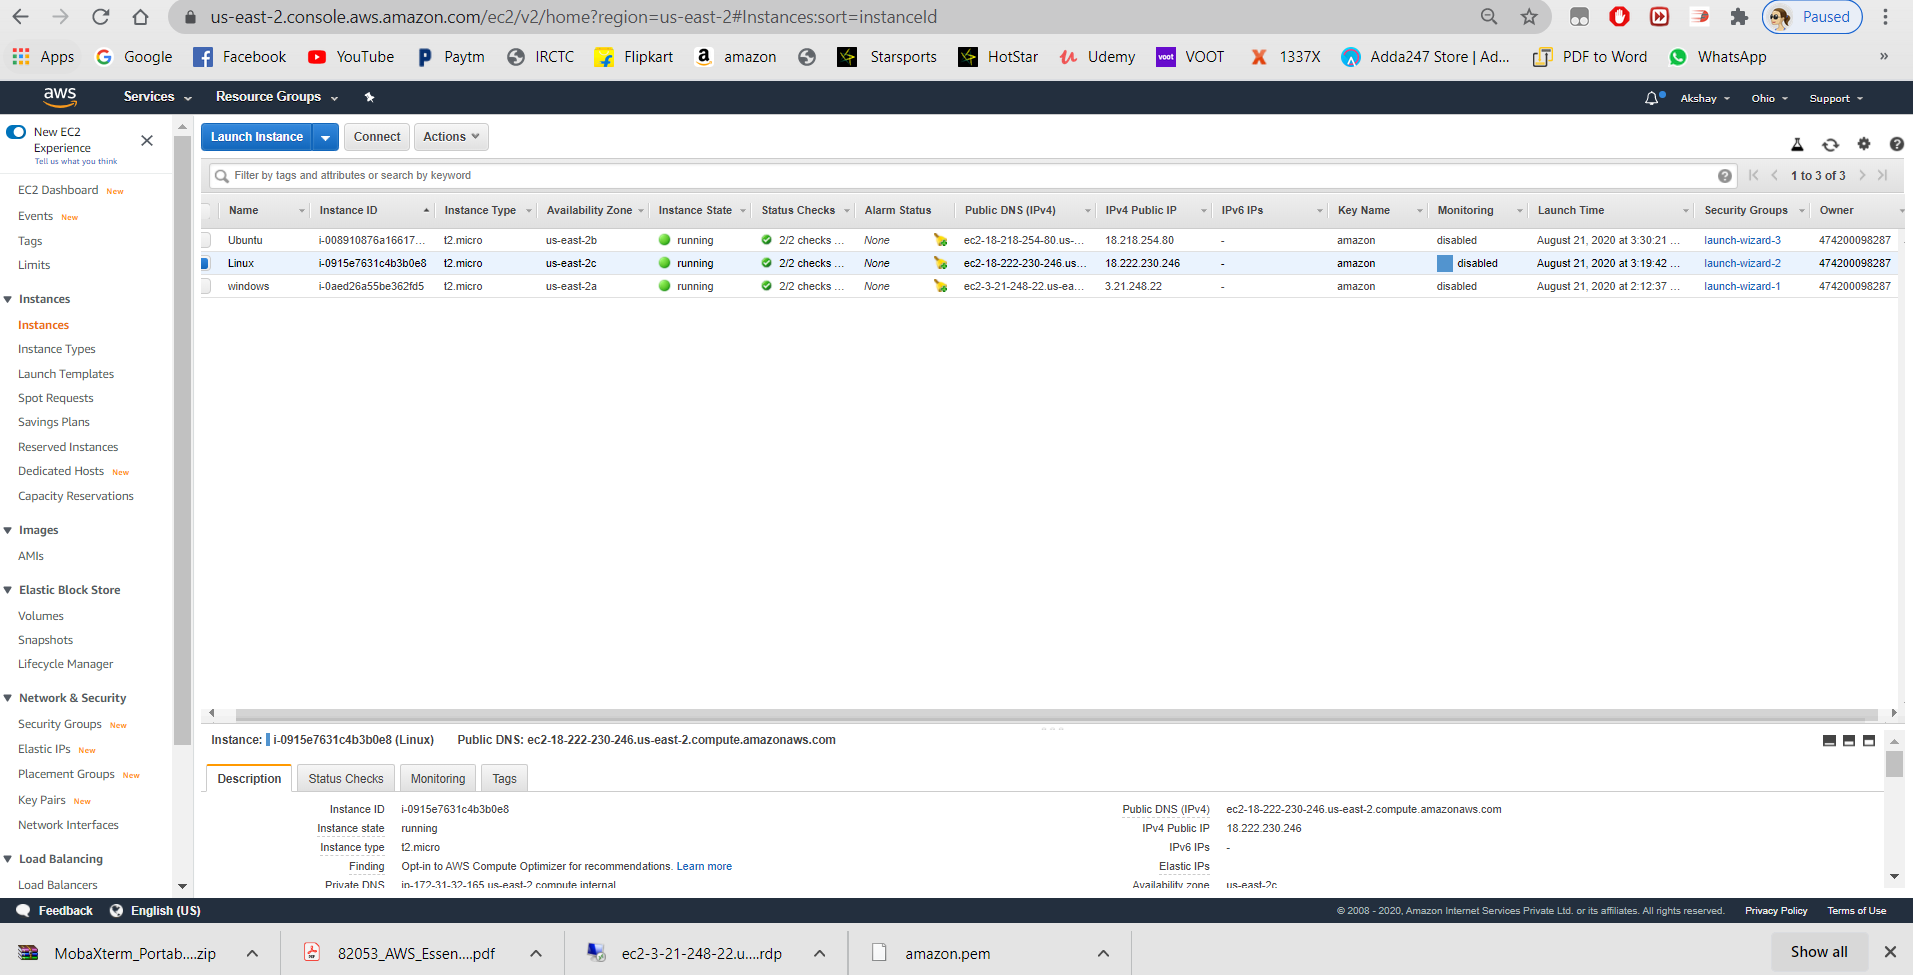 us-east-2.console.aws.amazon.com/ec2/v2/home?region=us-east-2#Instances:sort=instanceId
Paused
Apps Google Facebook YouTube Paytm IRCTC Flipkart amazon Starsports HotStar Udemy VOOT 1337X Adda247 Store | Ad... PDF to Word WhatsApp »
aws Services Resource Groups Akshay Ohio Support
New EC2
Experience
Tell us what you think
EC2 Dashboard New
Events New
Tags
Limits
Instances
Instances
Instance Types
Launch Templates
Spot Requests
Savings Plans
Reserved Instances
Dedicated Hosts New
Capacity Reservations
Images
AMIs
Elastic Block Store
Volumes
Snapshots
Lifecycle Manager
Network & Security
Security Groups New
Elastic IPs New
Placement Groups New
Key Pairs New
Network Interfaces
Load Balancing
Load Balancers
Launch Instance Connect Actions
Filter by tags and attributes or search by keyword
1 to 3 of 3
Name Instance ID Instance Type Availability Zone Instance State Status Checks Alarm Status Public DNS (IPv4) IPv4 Public IP IPv6 IPs Key Name Monitoring Launch Time Security Groups Owner
Ubuntu i-008910876a16617... t2.micro us-east-2b running 2/2 checks ... None ec2-18-218-254-80.us-... 18.218.254.80 - amazon disabled August 21, 2020 at 3:30:21 ... launch-wizard-3 474200098287
Linux i-0915e7631c4b3b0e8 t2.micro us-east-2c running 2/2 checks ... None ec2-18-222-230-246.us... 18.222.230.246 - amazon disabled August 21, 2020 at 3:19:42 ... launch-wizard-2 474200098287
windows i-0aed26a55be362fd5 t2.micro us-east-2a running 2/2 checks ... None ec2-3-21-248-22.us-ea... 3.21.248.22 - amazon disabled August 21, 2020 at 2:12:37 ... launch-wizard-1 474200098287
Instance: i-0915e7631c4b3b0e8 (Linux) Public DNS: ec2-18-222-230-246.us-east-2.compute.amazonaws.com
Description Status Checks Monitoring Tags
Instance ID i-0915e7631c4b3b0e8 Public DNS (IPv4) ec2-18-222-230-246.us-east-2.compute.amazonaws.com
Instance state running IPv4 Public IP 18.222.230.246
Instance type t2.micro IPv6 IPs -
Finding Opt-in to AWS Compute Optimizer for recommendations. Learn more Elastic IPs
Private DNS ip-172-31-32-165.us-east-2.compute.internal Availability zone us-east-2c
Feedback English (US) © 2008 - 2020, Amazon Internet Services Private Ltd. or its affiliates. All rights reserved. Privacy Policy Terms of Use
MobaXterm_Portab....zip 82053_AWS_Essen....pdf ec2-3-21-248-22.u....rdp amazon.pem Show all